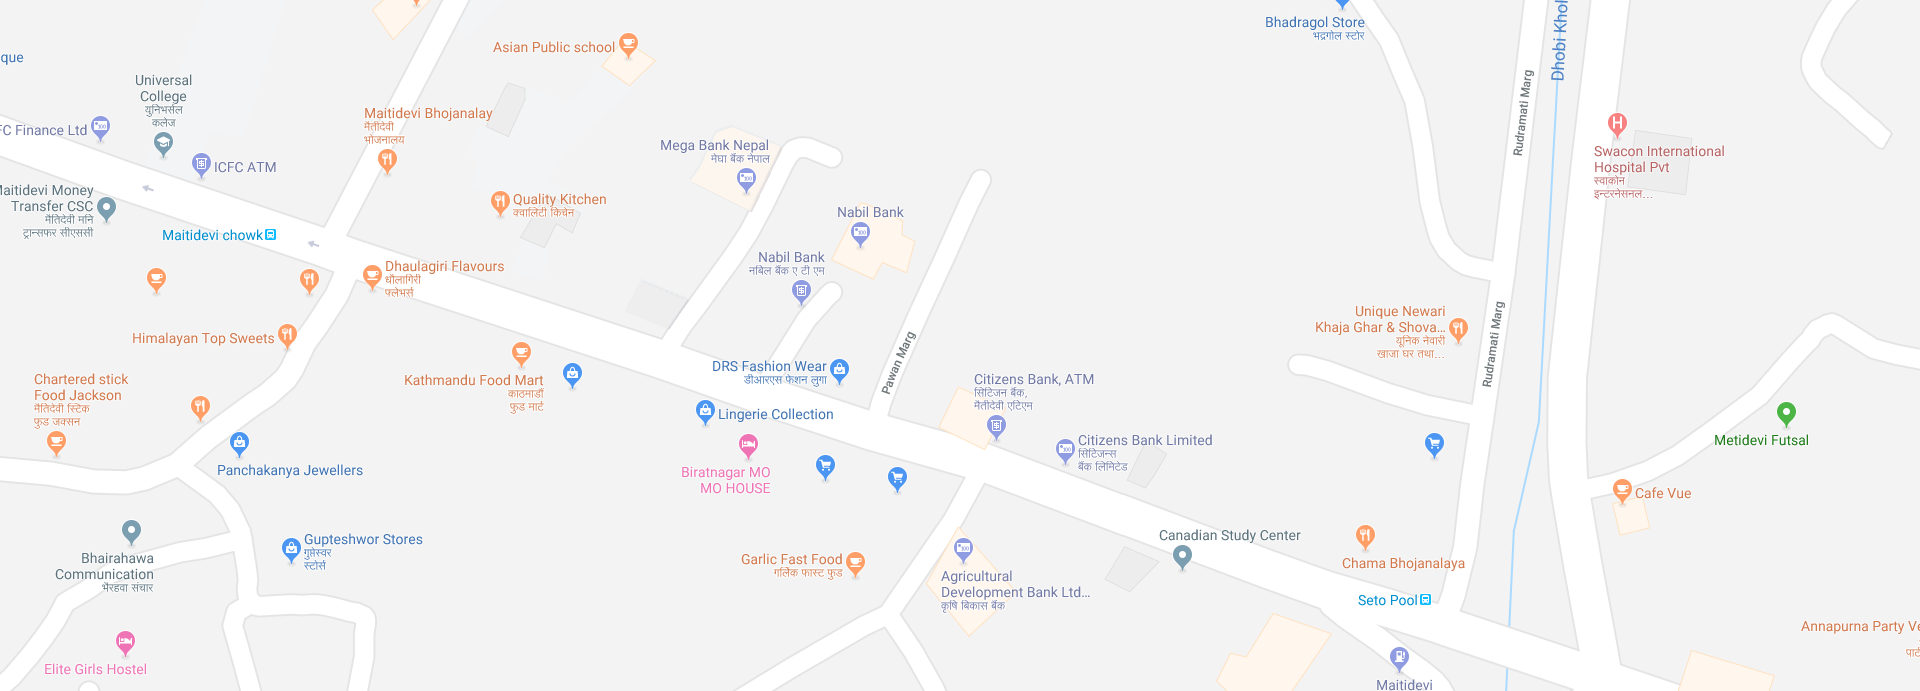 Bhadragol Store
भद्रगोल स्टोर
Dhobi Khol
Asian Public school
que
Universal
College
युनिभर्सल
कलेज
Rudramati Marg
Maitidevi Bhojanalay
मैतीदेवी
भोजनालय
FC Finance Ltd
ICFC ATM
Mega Bank Nepal
मेघा बैंक नेपाल
Swacon International
Hospital Pvt
स्वाकोन
इन्टरनेसनल...
Maitidevi Money
Transfer CSC
मैतिदेवी मनि
ट्रान्सफर सीएससी
Quality Kitchen
क्वालिटी किचेन
Nabil Bank
Maitidevi chowk
Nabil Bank
नबिल बैंक ए टी एम
Dhaulagiri Flavours
धौलागिरी
फ्लेभर्स
Unique Newari
Khaja Ghar & Shova...
यूनिक नेवारी
खाजा घर तथा...
Rudramati Marg
Himalayan Top Sweets
Pawan Marg
DRS Fashion Wear
डीआरएस फेशन लुगा
Kathmandu Food Mart
काठमाडौं
फुड मार्ट
Chartered stick
Food Jackson
मैतिदेवी स्टिक
फुड जक्सन
Citizens Bank, ATM
सिटिजन बैंक,
मैतीदेवी एटिएम
Lingerie Collection
Citizens Bank Limited
सिटिजन्स
बैंक लिमिटेड
Metidevi Futsal
Panchakanya Jewellers
Biratnagar MO
MO HOUSE
Cafe Vue
Gupteshwor Stores
गुप्तेस्वर
स्टोर्स
Canadian Study Center
Bhairahawa
Communication
भैरहवा संचार
Garlic Fast Food
गर्लिक फास्ट फुड
Chama Bhojanalaya
Agricultural
Development Bank Ltd...
कृषि बिकास बैंक
Seto Pool
Annapurna Party Ve
पार्टी
Elite Girls Hostel
Maitidevi